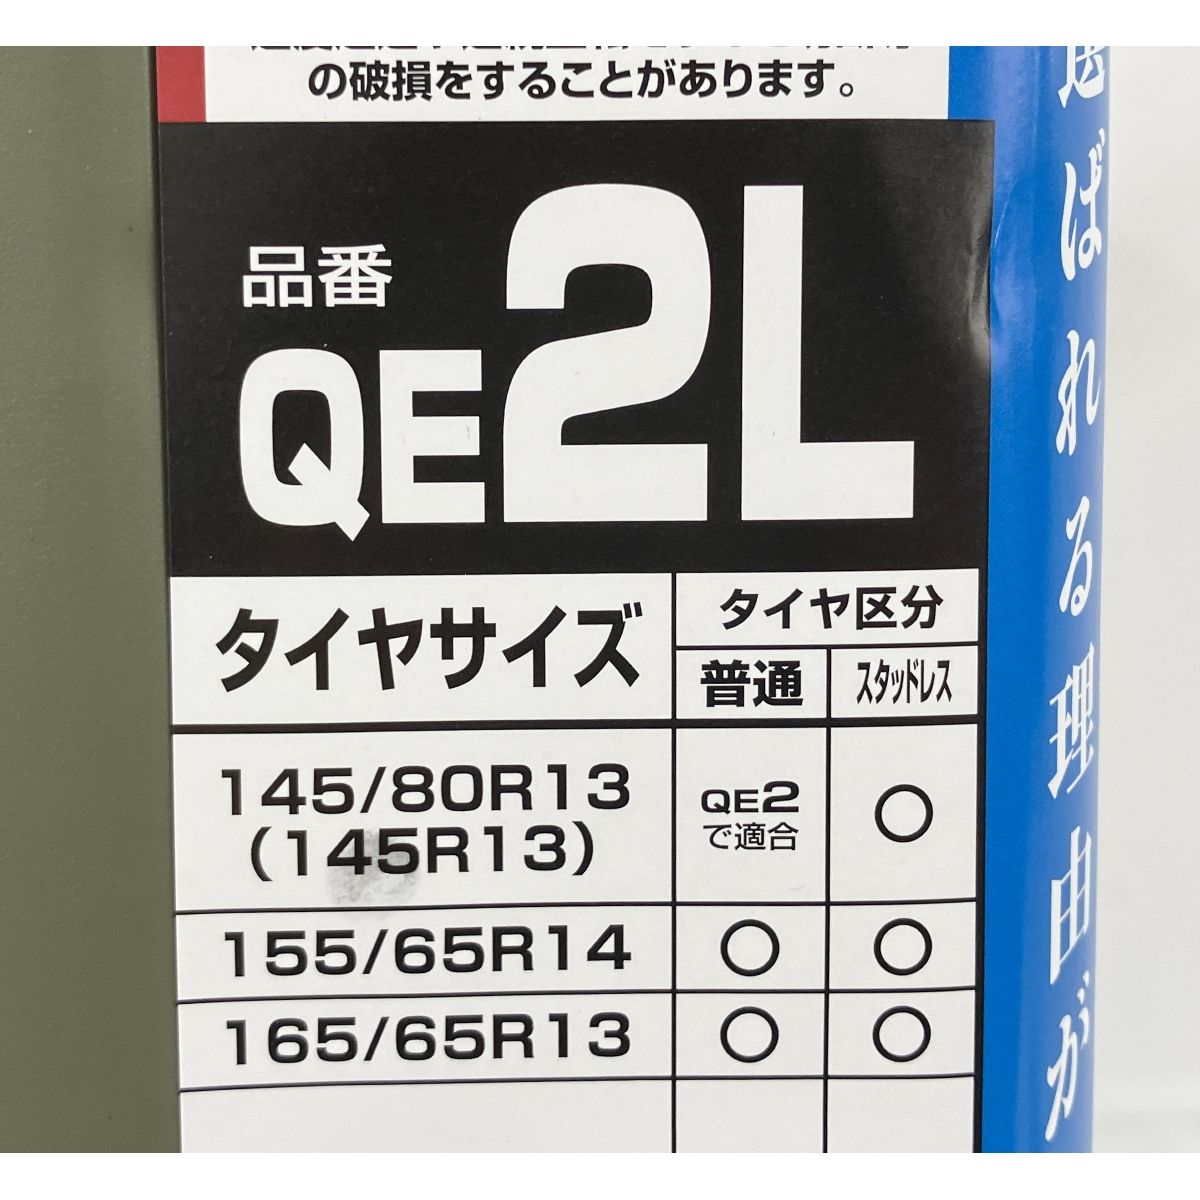 の破損をすることがあります。
品番
QE2L
タイヤサイズ
タイヤ区分
普通
スタッドレス
145/80R13
(145R13)
QE2
で適合
○
155/65R14
○
○
165/65R13
○
○
選ばれる理由が